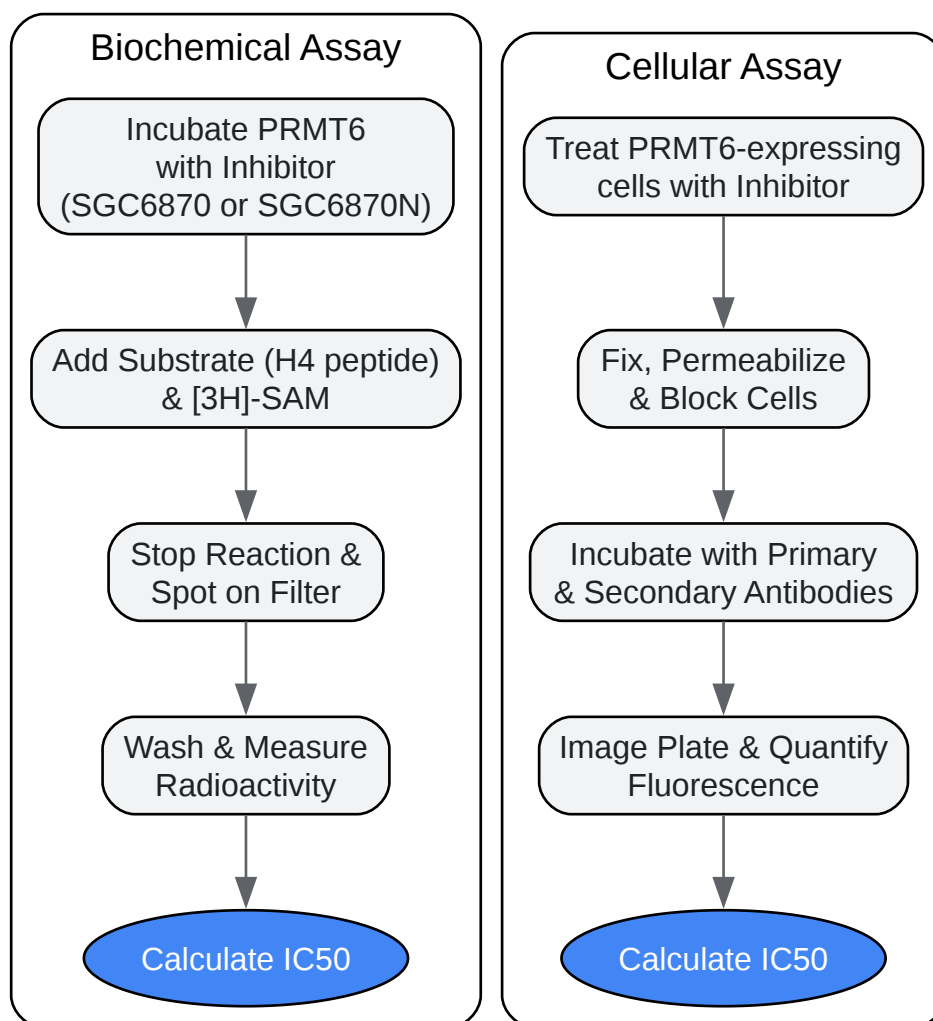 Biochemical Assay
Incubate PRMT6
with Inhibitor
(SGC6870 or SGC6870N)
Add Substrate (H4 peptide)
& [3H]-SAM
Stop Reaction &
Spot on Filter
Wash & Measure
Radioactivity
Calculate IC50
Cellular Assay
Treat PRMT6-expressing
cells with Inhibitor
Fix, Permeabilize
& Block Cells
Incubate with Primary
& Secondary Antibodies
Image Plate & Quantify
Fluorescence
Calculate IC50